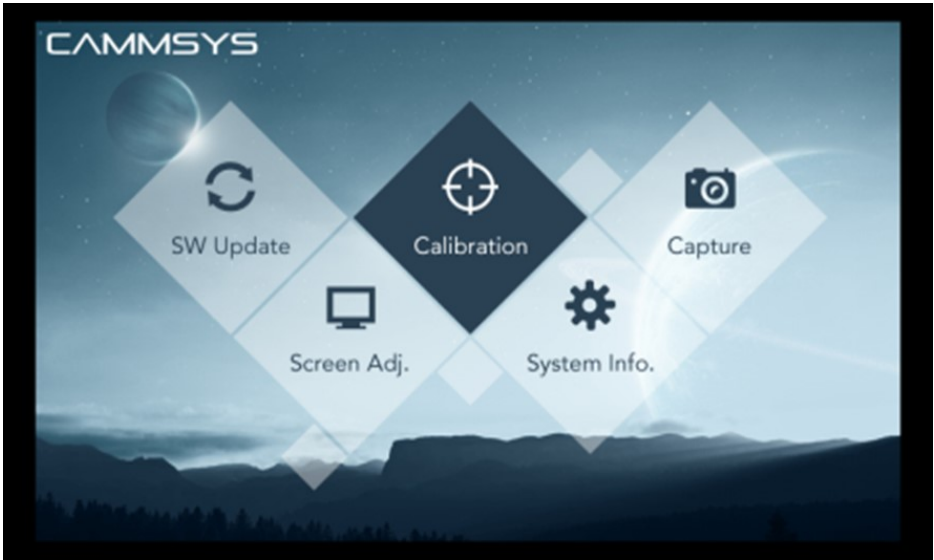 CAMMSYS
SW Update
Calibration
Capture
Screen Adj.
System Info.